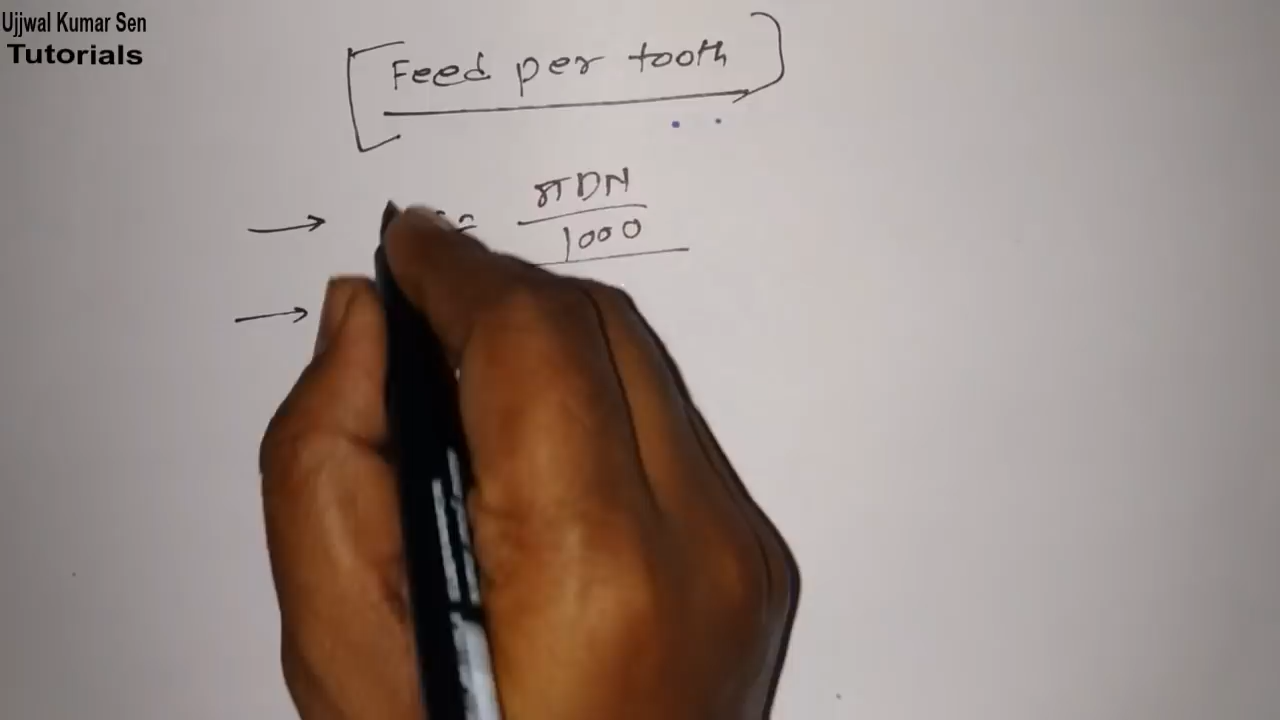 Ujjwal Kumar Sen
Tutorials
Feed per tooth
= πDN
1000